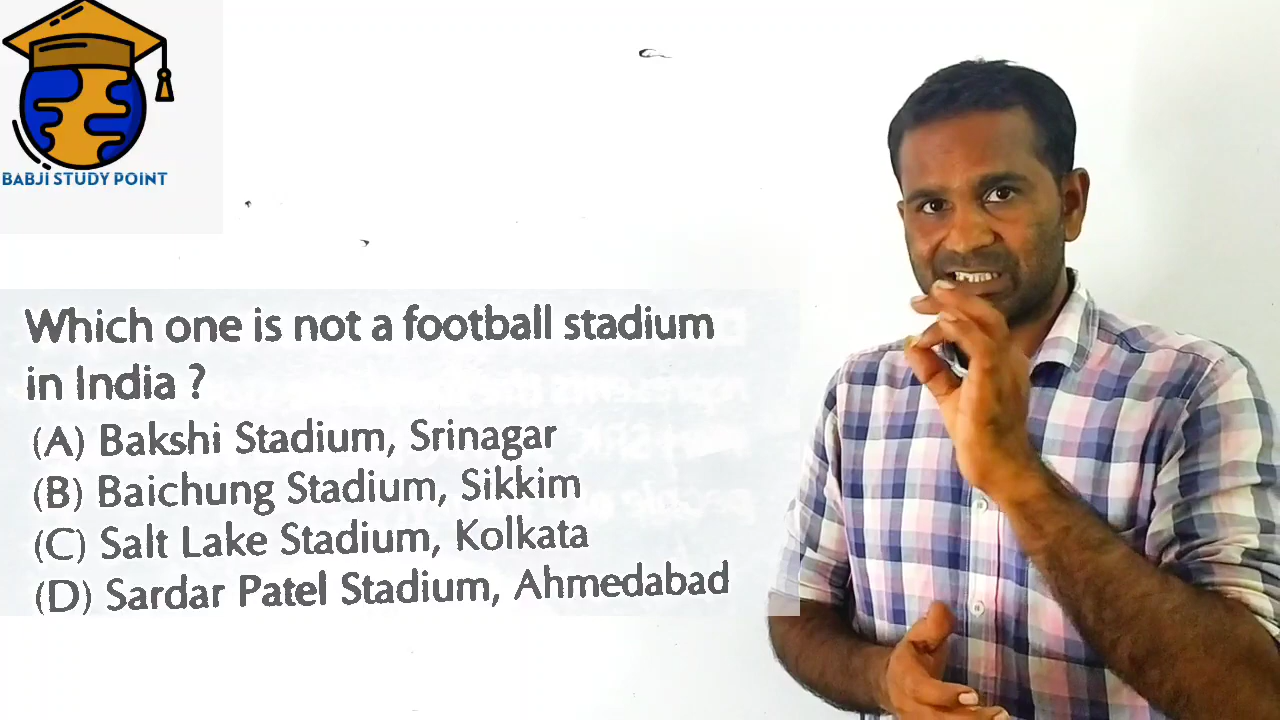 BABJI STUDY POINT
Which one is not a football stadium
in India ?
(A) Bakshi Stadium, Srinagar
(B) Baichung Stadium, Sikkim
(C) Salt Lake Stadium, Kolkata
(D) Sardar Patel Stadium, Ahmedabad